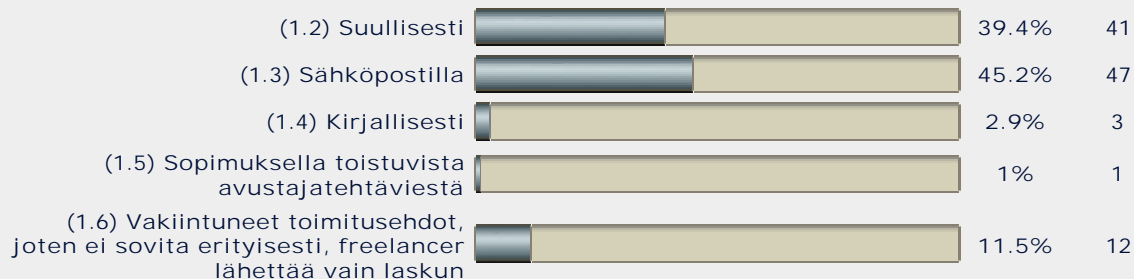 (1.2) Suullisesti 39.4% 41
(1.3) Sähköpostilla 45.2% 47
(1.4) Kirjallisesti 2.9% 3
(1.5) Sopimuksella toistuvista
avustajatehtäviestä 1% 1
(1.6) Vakiintuneet toimitusehdot,
joten ei sovita erityisesti, freelancer 11.5% 12
lähettää vain laskun